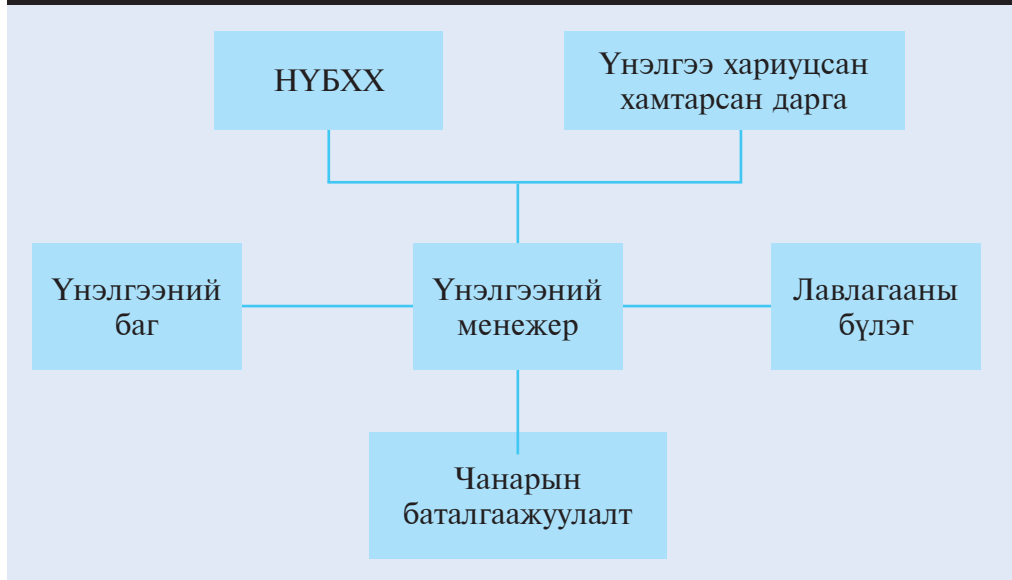 НҮБХХ
Үнэлгээ хариуцсан
хамтарсан дарга
Үнэлгээний
баг
Үнэлгээний
менежер
Лавлагааны
бүлэг
Чанарын
баталгаажуулалт